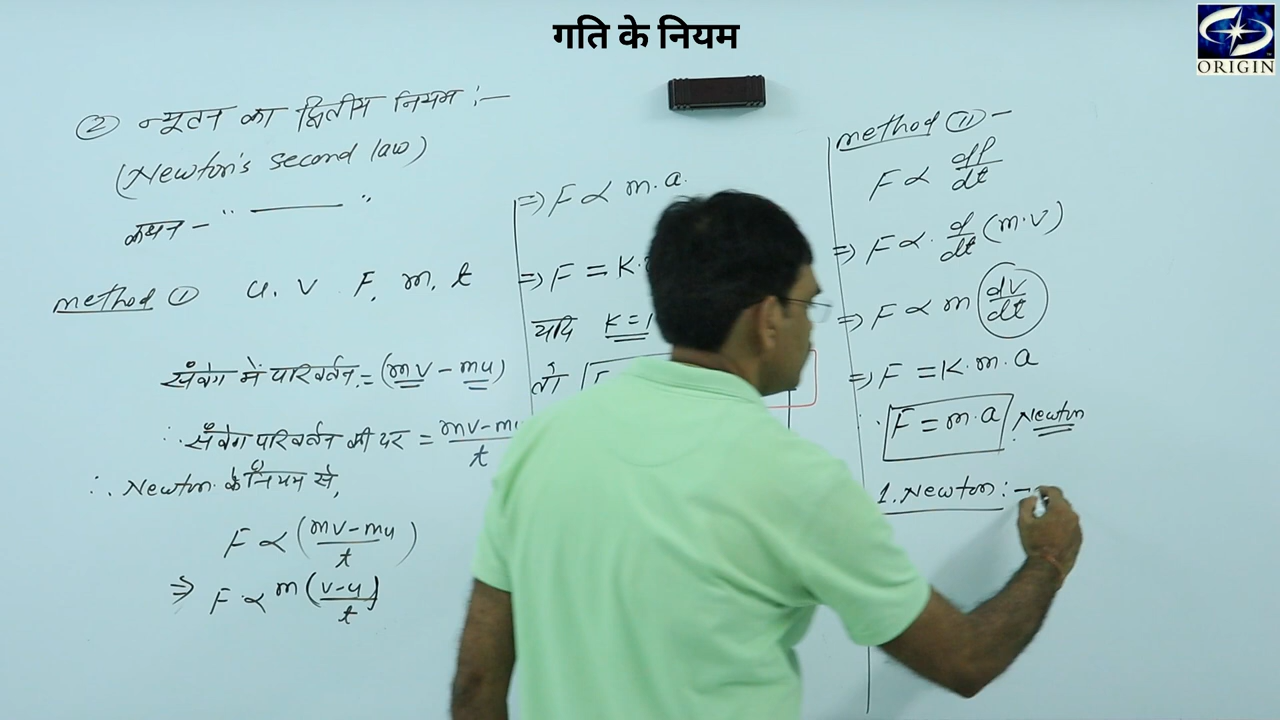 गति के नियम
ORIGIN
② न्यूटन का द्वितीय नियम :—
(Newton's second law)
कथन - " ——— "
method ① u. v F. m. t
संवेग में परिवर्तन = (mv - mu)
∴ संवेग परिवर्तन की दर = mv-mu/t
∴ Newton के नियम से,
F ∝ (mv-mu/t)
⇒ F ∝ m(v-u/t)
⇒ F ∝ m.a.
⇒ F = K.
यदि K=1
तो F
method ⑪ -
F ∝ dp/dt
⇒ F ∝ d/dt (m.v)
⇒ F ∝ m dv/dt
⇒ F = K.m.a
∴ F = m.a Newton
1. Newton: -